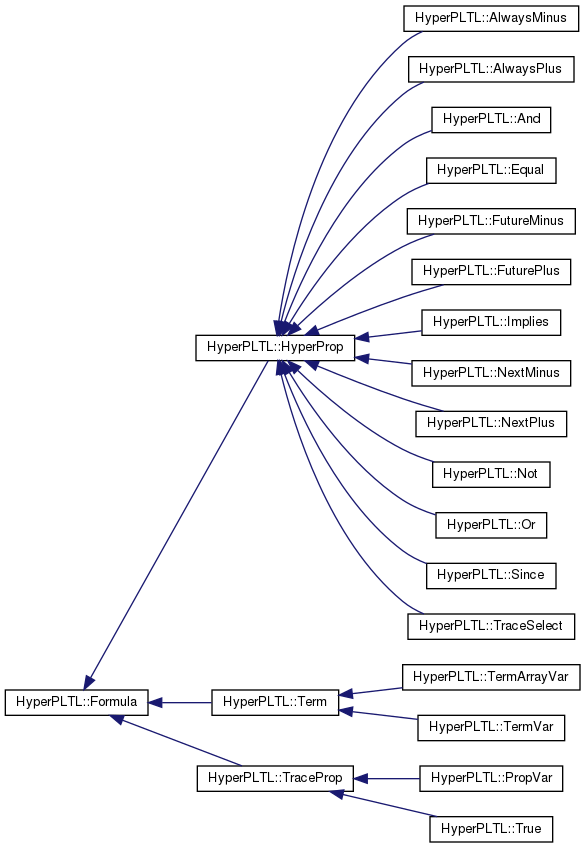 HyperPLTL::AlwaysMinus
HyperPLTL::AlwaysPlus
HyperPLTL::And
HyperPLTL::Equal
HyperPLTL::FutureMinus
HyperPLTL::FuturePlus
HyperPLTL::Implies
HyperPLTL::HyperProp
HyperPLTL::NextMinus
HyperPLTL::NextPlus
HyperPLTL::Not
HyperPLTL::Or
HyperPLTL::Since
HyperPLTL::TraceSelect
HyperPLTL::TermArrayVar
HyperPLTL::Formula
HyperPLTL::Term
HyperPLTL::TermVar
HyperPLTL::TraceProp
HyperPLTL::PropVar
HyperPLTL::True